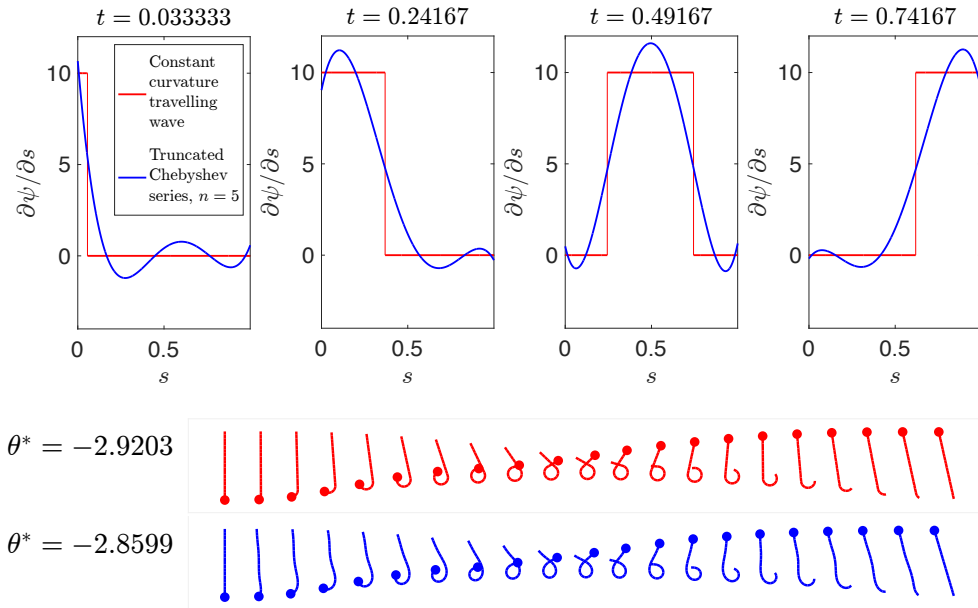 t = 0.033333
t = 0.24167
t = 0.49167
t = 0.74167
10
5
0
∂ψ/∂s
Constant
curvature
travelling
wave
Truncated
Chebyshev
series, n = 5
0
0.5
s
10
5
0
∂ψ/∂s
0
0.5
s
10
5
0
∂ψ/∂s
0
0.5
s
10
5
0
∂ψ/∂s
0
0.5
s
θ* = −2.9203
θ* = −2.8599